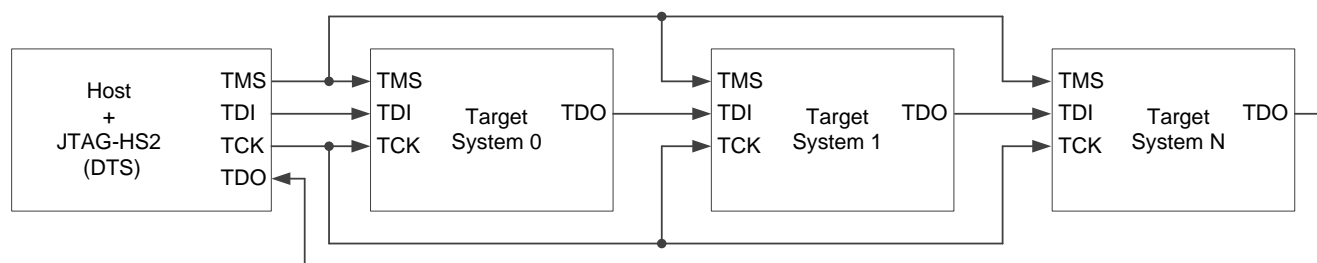 Host
+
JTAG-HS2
(DTS)
TMS
TDI
TCK
TDO
TMS
TDI
TCK
Target
System 0
TDO
TMS
TDI
TCK
Target
System 1
TDO
TMS
TDI
TCK
Target
System N
TDO